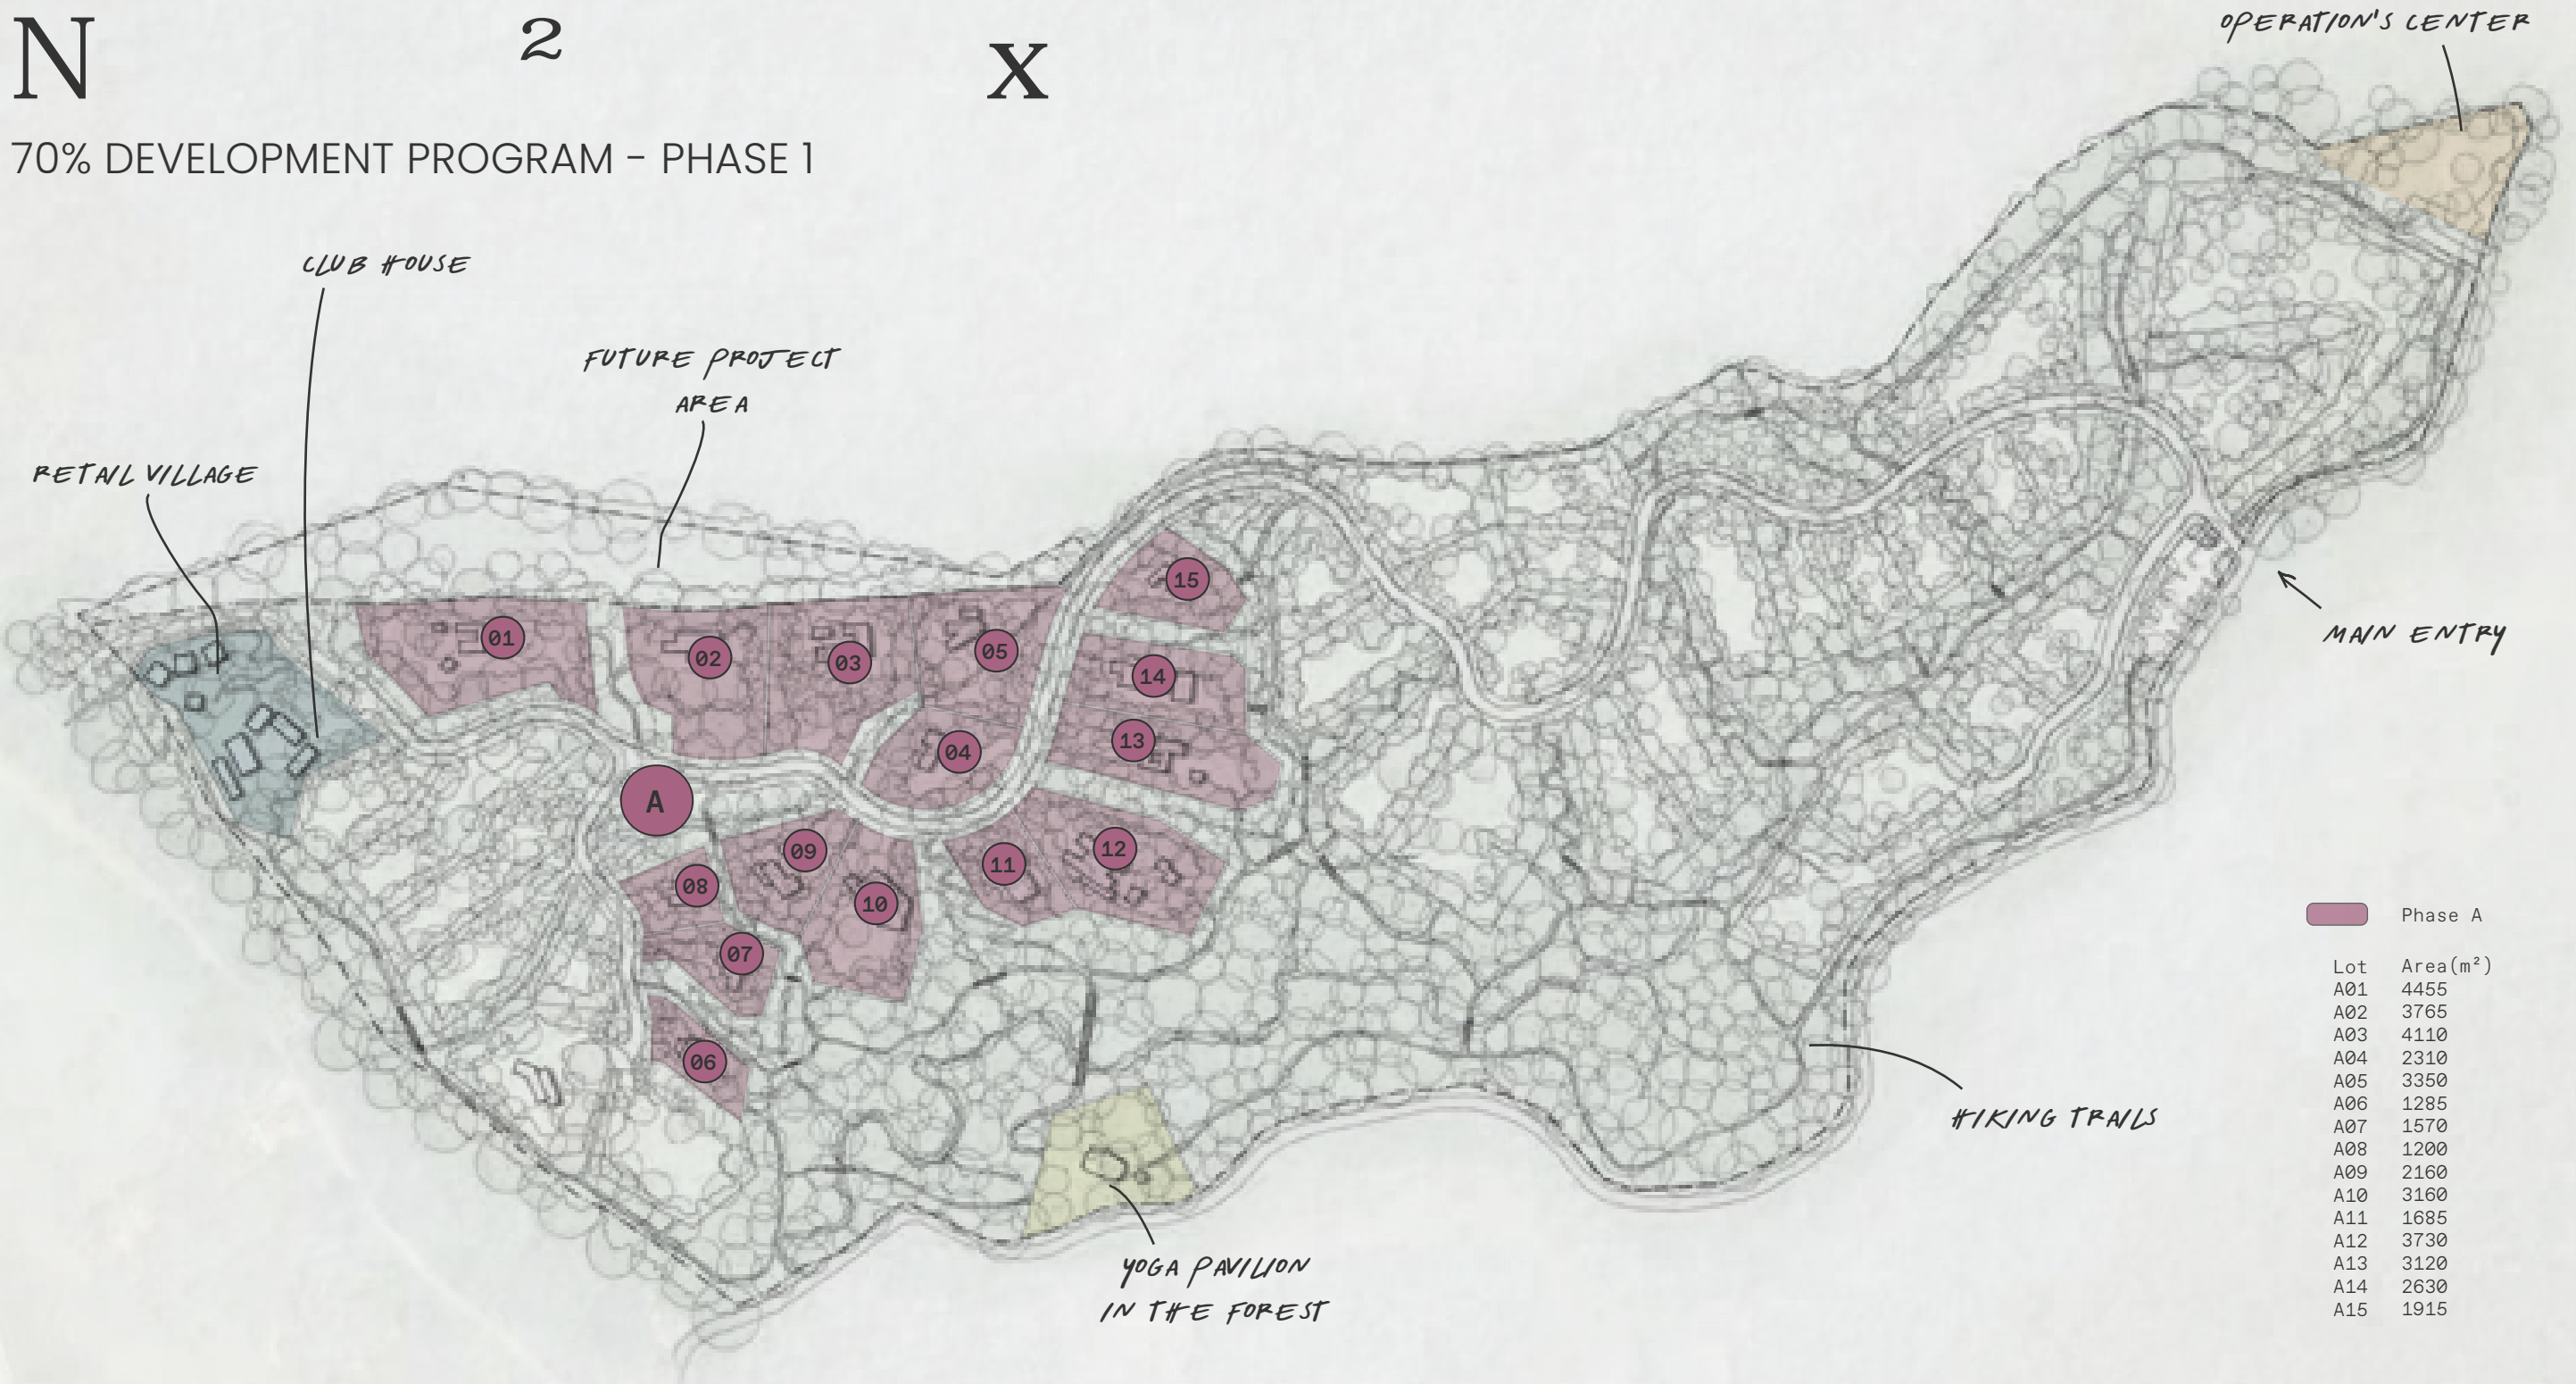 N 2 x
70% DEVELOPMENT PROGRAM - PHASE 1
OPERATION'S CENTER
CLUB HOUSE
FUTURE PROJECT
AREA
RETAIL VILLAGE
MAIN ENTRY
HIKING TRAILS
YOGA PAVILION
IN THE FOREST
01
02
03
04
05
15
14
13
12
11
A
09
10
08
07
06
Phase A
Lot Area(m²)
A01 4455
A02 3765
A03 4110
A04 2310
A05 3350
A06 1285
A07 1570
A08 1200
A09 2160
A10 3160
A11 1685
A12 3730
A13 3120
A14 2630
A15 1915